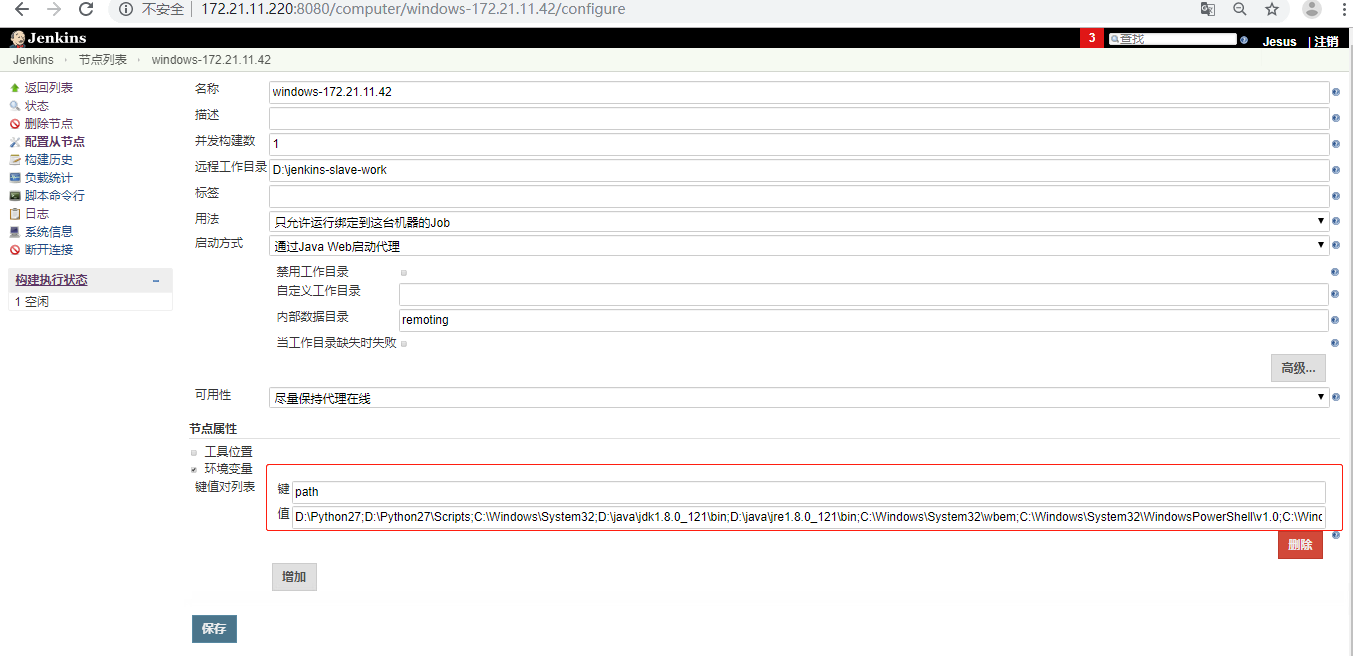 不安全 172.21.11.220:8080/computer/windows-172.21.11.42/configure
Jenkins
3 查找 Jesus | 注销
Jenkins 节点列表 windows-172.21.11.42
返回列表
状态
删除节点
配置从节点
构建历史
负载统计
脚本命令行
日志
系统信息
断开连接
构建执行状态 −
1 空闲
名称 windows-172.21.11.42
描述
并发构建数 1
远程工作目录 D:\jenkins-slave-work
标签
用法 只允许运行绑定到这台机器的Job
启动方式 通过Java Web启动代理
禁用工作目录
自定义工作目录
内部数据目录 remoting
当工作目录缺失时失败
高级...
可用性 尽量保持代理在线
节点属性
工具位置
环境变量
键值对列表 键 path
值 D:\Python27;D:\Python27\Scripts;C:\Windows\System32;D:\java\jdk1.8.0_121\bin;D:\java\jre1.8.0_121\bin;C:\Windows\System32\wbem;C:\Windows\System32\WindowsPowerShell\v1.0;C:\Wind
删除
增加
保存